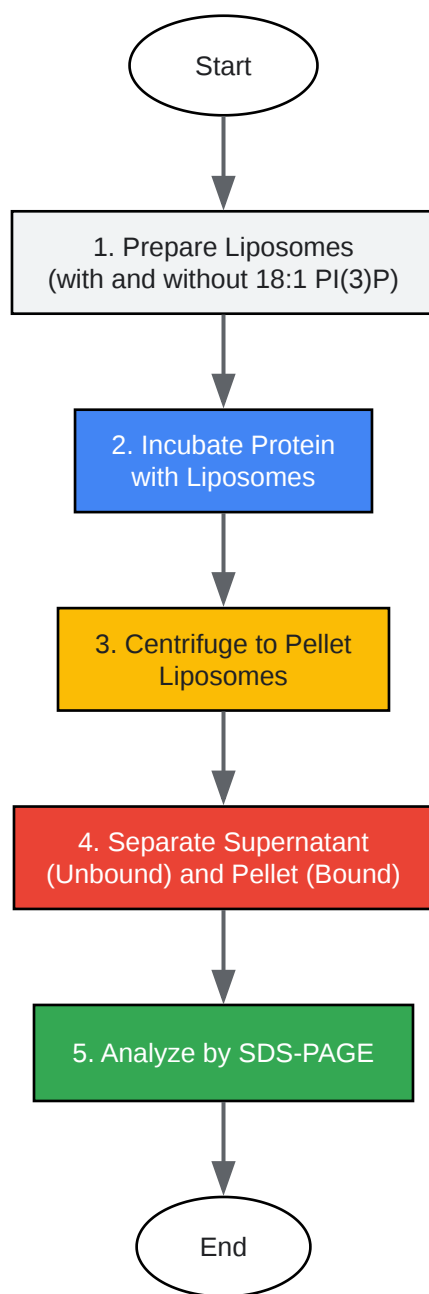 Start
1. Prepare Liposomes
(with and without 18:1 PI(3)P)
2. Incubate Protein
with Liposomes
3. Centrifuge to Pellet
Liposomes
4. Separate Supernatant
(Unbound) and Pellet (Bound)
5. Analyze by SDS-PAGE
End